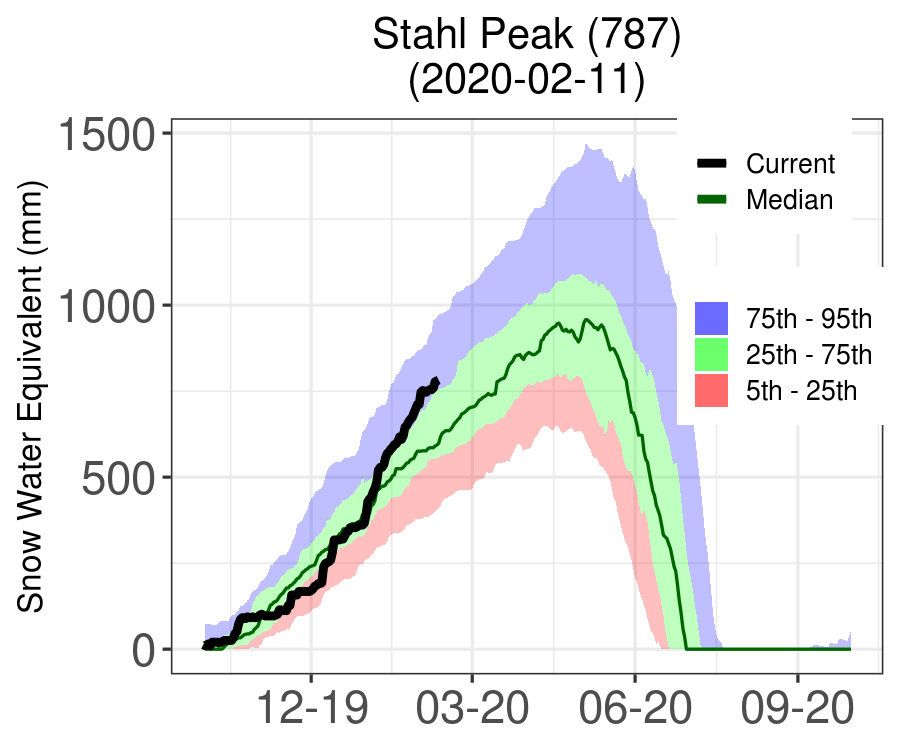 Stahl Peak (787)
(2020-02-11)
Snow Water Equivalent (mm)
1500
1000
500
0
12-19
03-20
06-20
09-20
Current
Median
75th - 95th
25th - 75th
5th - 25th